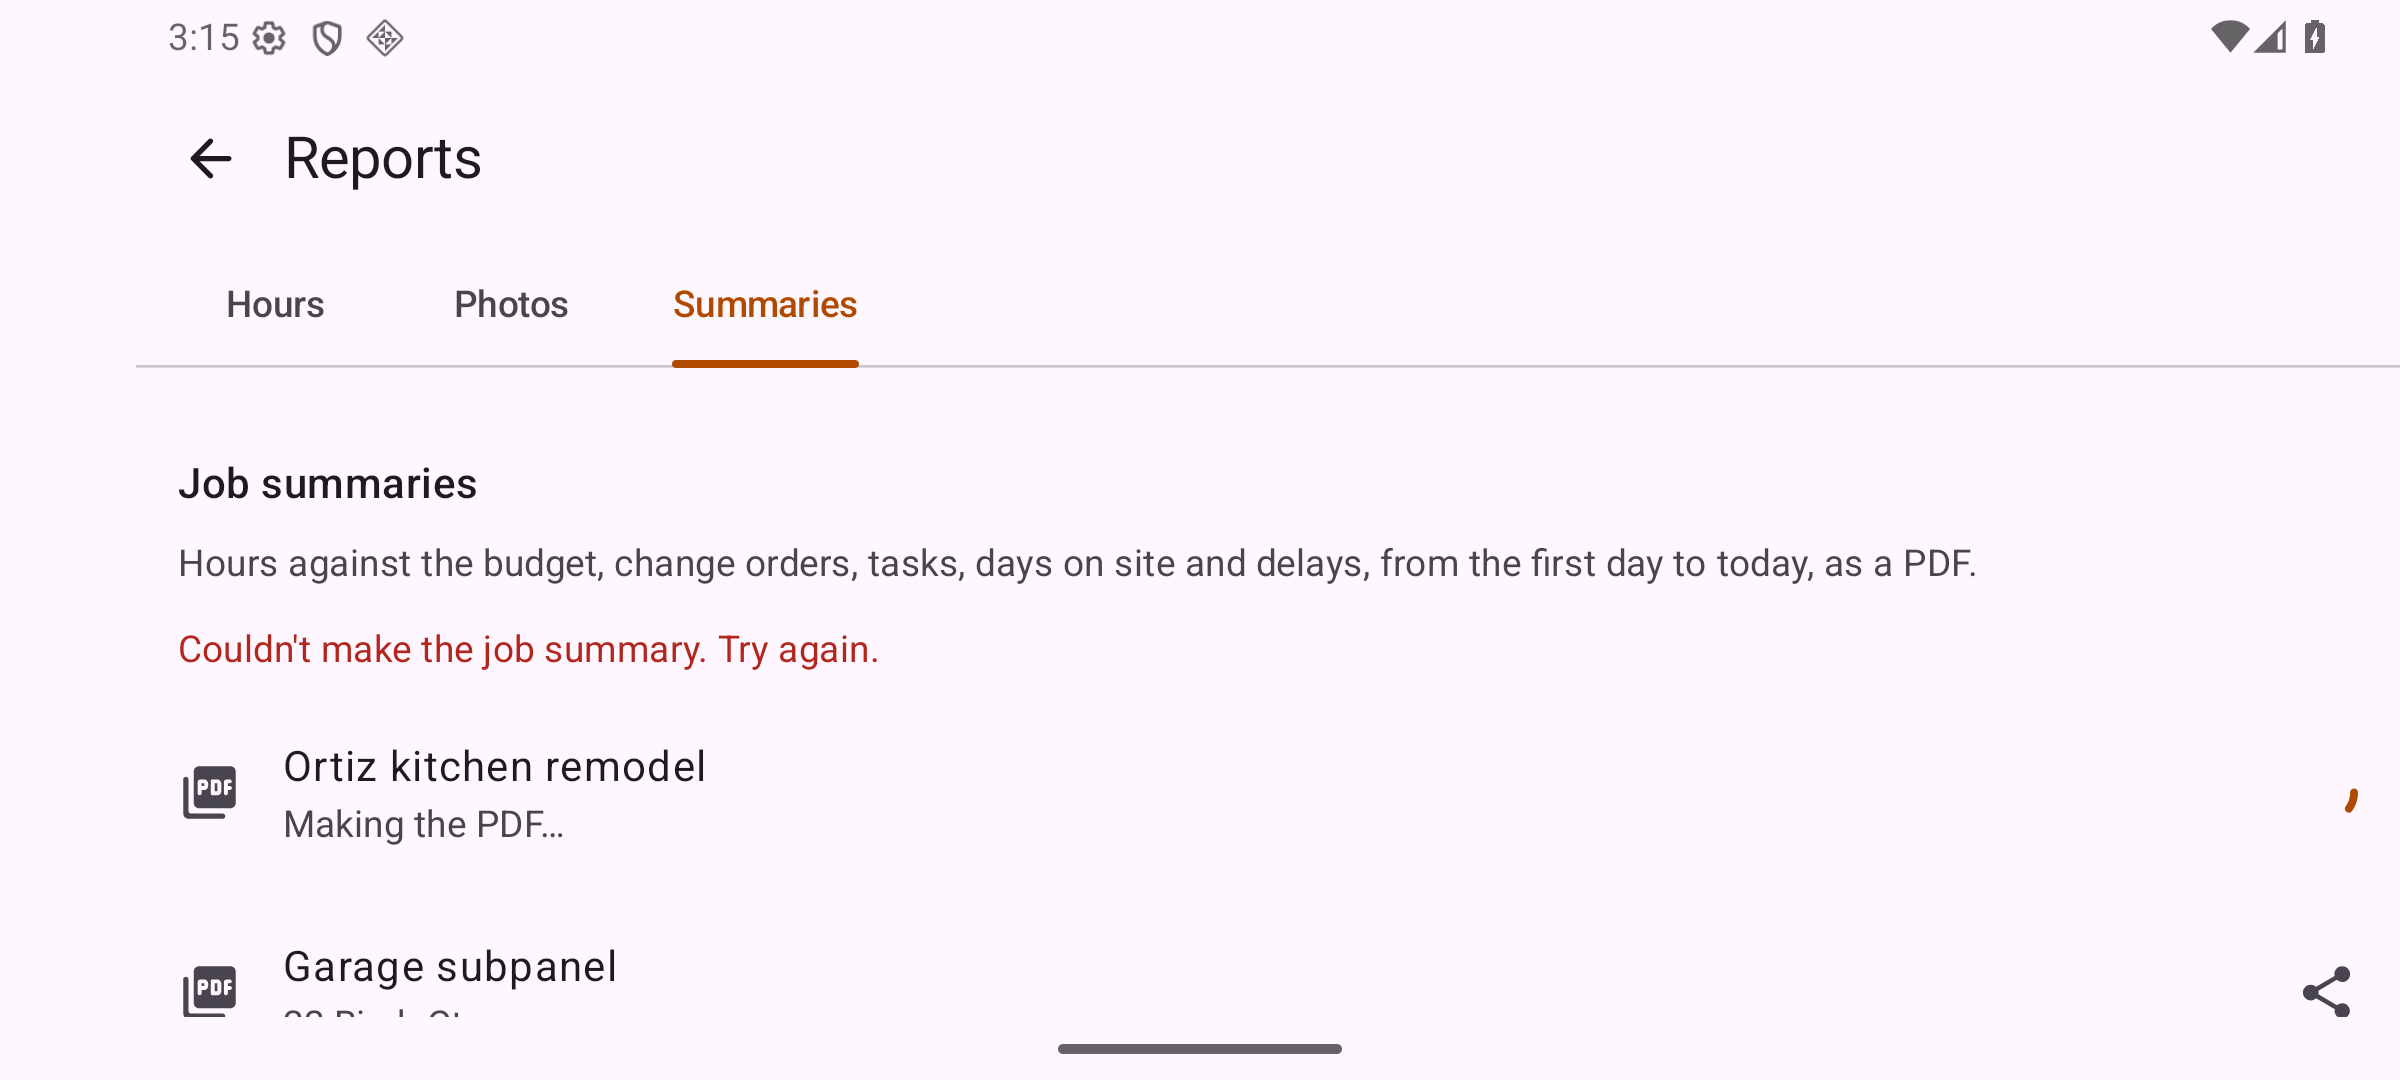 3:15
Reports
Hours
Photos
Summaries
Job summaries
Hours against the budget, change orders, tasks, days on site and delays, from the first day to today, as a PDF.
Couldn't make the job summary. Try again.
PDF
Ortiz kitchen remodel
Making the PDF...
PDF
Garage subpanel